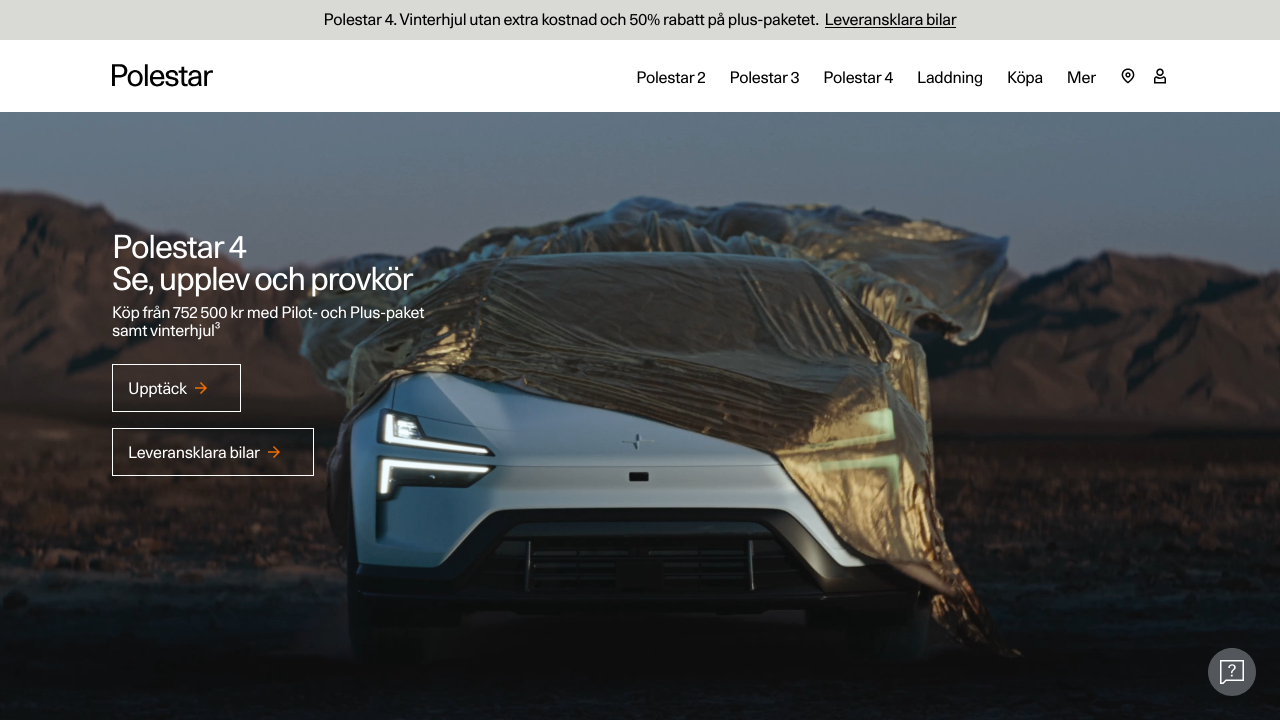 Polestar 4. Vinterhjul utan extra kostnad och 50% rabatt på plus-paketet. Leveransklara bilar
Polestar
Polestar 2 Polestar 3 Polestar 4 Laddning Köpa Mer
Polestar 4
Se, upplev och provkör
Köp från 752 500 kr med Pilot- och Plus-paket
samt vinterhjul³
Upptäck →
Leveransklara bilar →
?